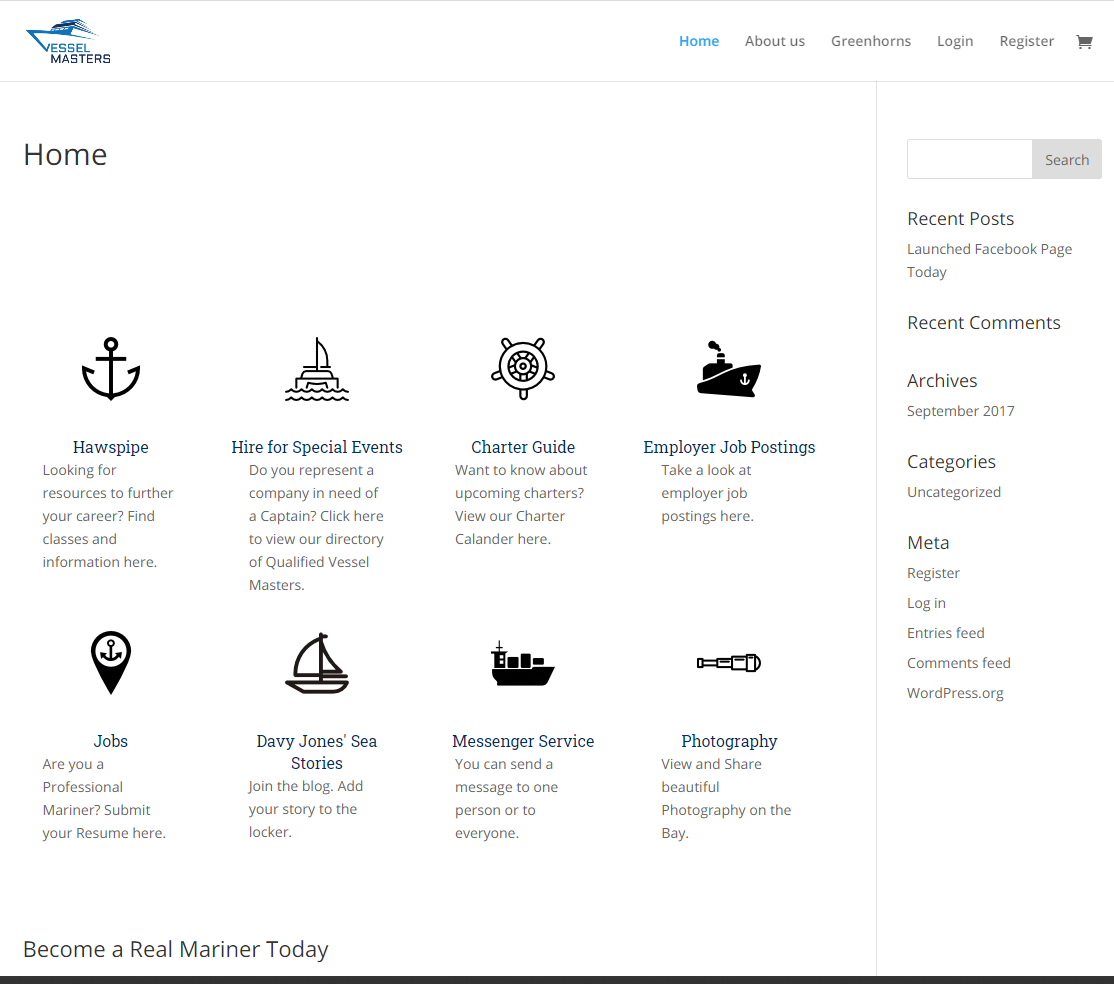 VESSEL
MASTERS
Home
About us
Greenhorns
Login
Register
Home
Hawspipe
Looking for
resources to further
your career? Find
classes and
information here.
Hire for Special Events
Do you represent a
company in need of
a Captain? Click here
to view our directory
of Qualified Vessel
Masters.
Charter Guide
Want to know about
upcoming charters?
View our Charter
Calander here.
Employer Job Postings
Take a look at
employer job
postings here.
Jobs
Are you a
Professional
Mariner? Submit
your Resume here.
Davy Jones' Sea
Stories
Join the blog. Add
your story to the
locker.
Messenger Service
You can send a
message to one
person or to
everyone.
Photography
View and Share
beautiful
Photography on the
Bay.
Become a Real Mariner Today
Search
Recent Posts
Launched Facebook Page
Today
Recent Comments
Archives
September 2017
Categories
Uncategorized
Meta
Register
Log in
Entries feed
Comments feed
WordPress.org